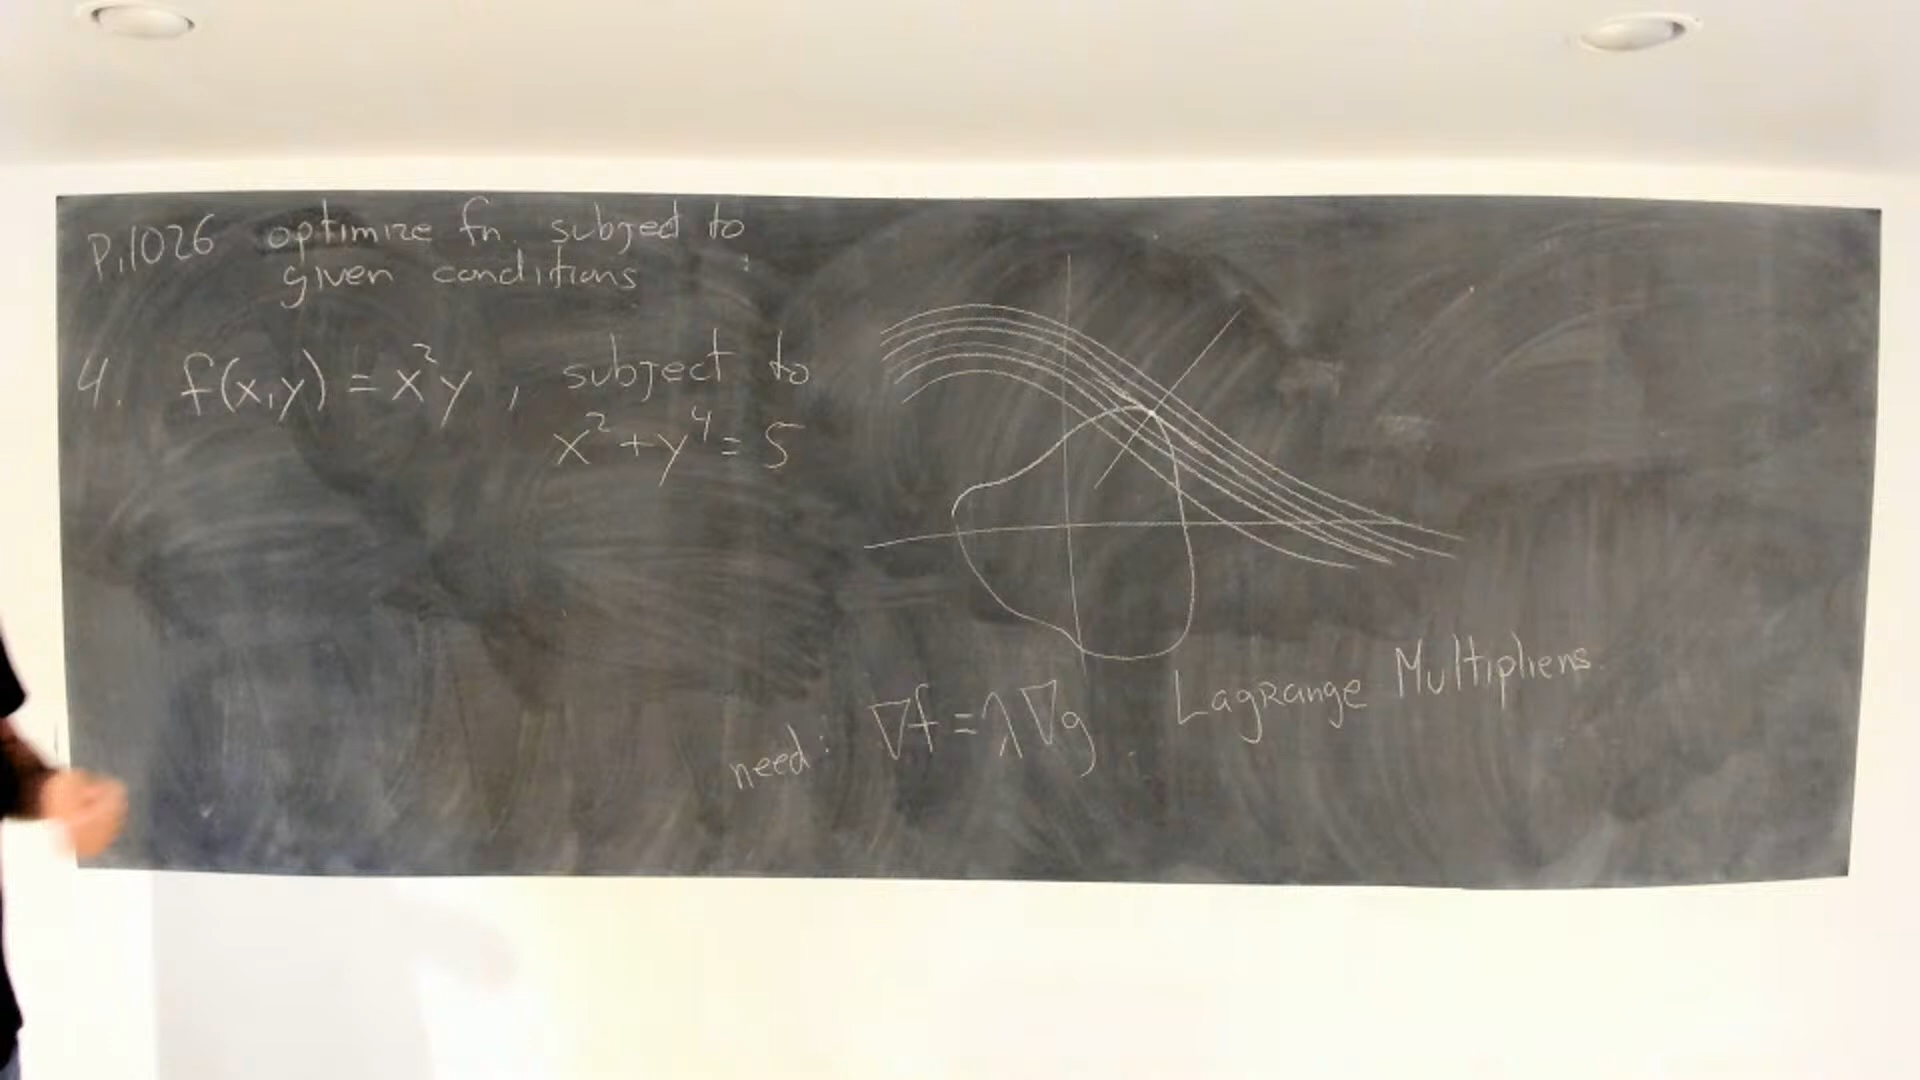 P.1026 optimize fn. subject to
given conditions :
4. f(x,y) = x²y , subject to
x² + y⁴ = 5
need: ∇f = λ∇g . Lagrange Multipliers.